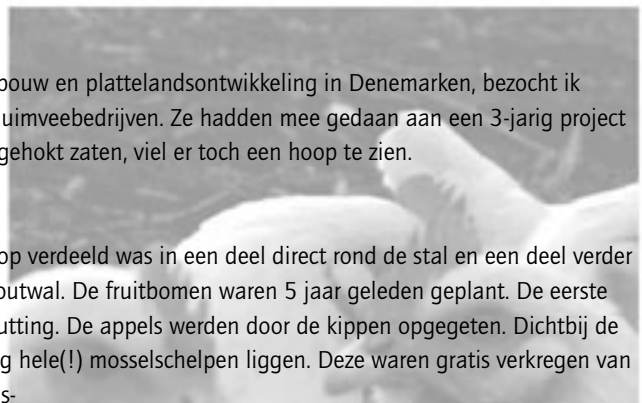 bouw en plattelandsontwikkeling in Denemarken, bezocht ik
uimveebedrijven. Ze hadden mee gedaan aan een 3-jarig project
gehokt zaten, viel er toch een hoop te zien.
op verdeeld was in een deel direct rond de stal en een deel verder
outwal. De fruitbomen waren 5 jaar geleden geplant. De eerste
utting. De appels werden door de kippen opgegeten. Dichtbij de
g hele(!) mosselschelpen liggen. Deze waren gratis verkregen van
s-